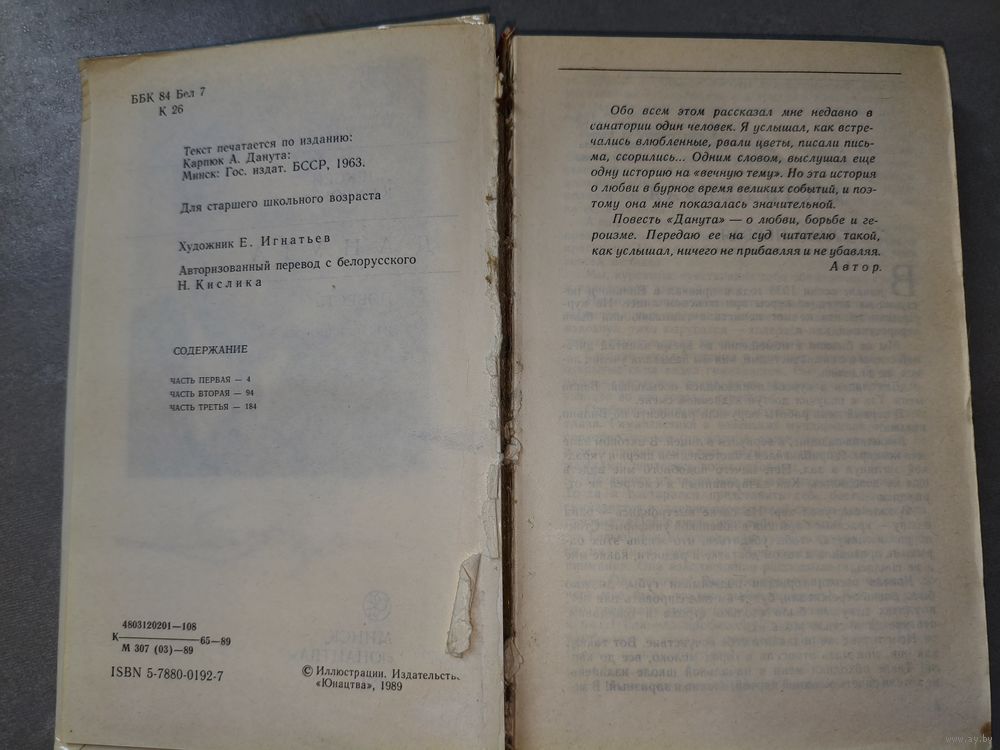 ББК 84 Бел 7
К 26
Текст печатается по изданию:
Карпюк А. Данута:
Минск: Гос. издат. БССР, 1963.
Для старшего школьного возраста
Художник Е. Игнатьев
Авторизованный перевод с белорусского
Н. Кислика
СОДЕРЖАНИЕ
ЧАСТЬ ПЕРВАЯ — 4
ЧАСТЬ ВТОРАЯ — 94
ЧАСТЬ ТРЕТЬЯ — 184
4803120201—108
К 65—89
М 307 (03)—89
ISBN 5-7880-0192-7
© Иллюстрации. Издательство
«Юнацтва», 1989
Обо всем этом рассказал мне недавно в
санатории один человек. Я услышал, как встре-
чались влюбленные, рвали цветы, писали пись-
ма, ссорились... Одним словом, выслушал еще
одну историю на «вечную тему». Но эта история
о любви в бурное время великих событий, и поэ-
тому она мне показалась значительной.
Повесть «Данута» — о любви, борьбе и ге-
роизме. Передаю ее на суд читателю такой,
как услышал, ничего не прибавляя и не убавляя.
Автор.
www.ay.by